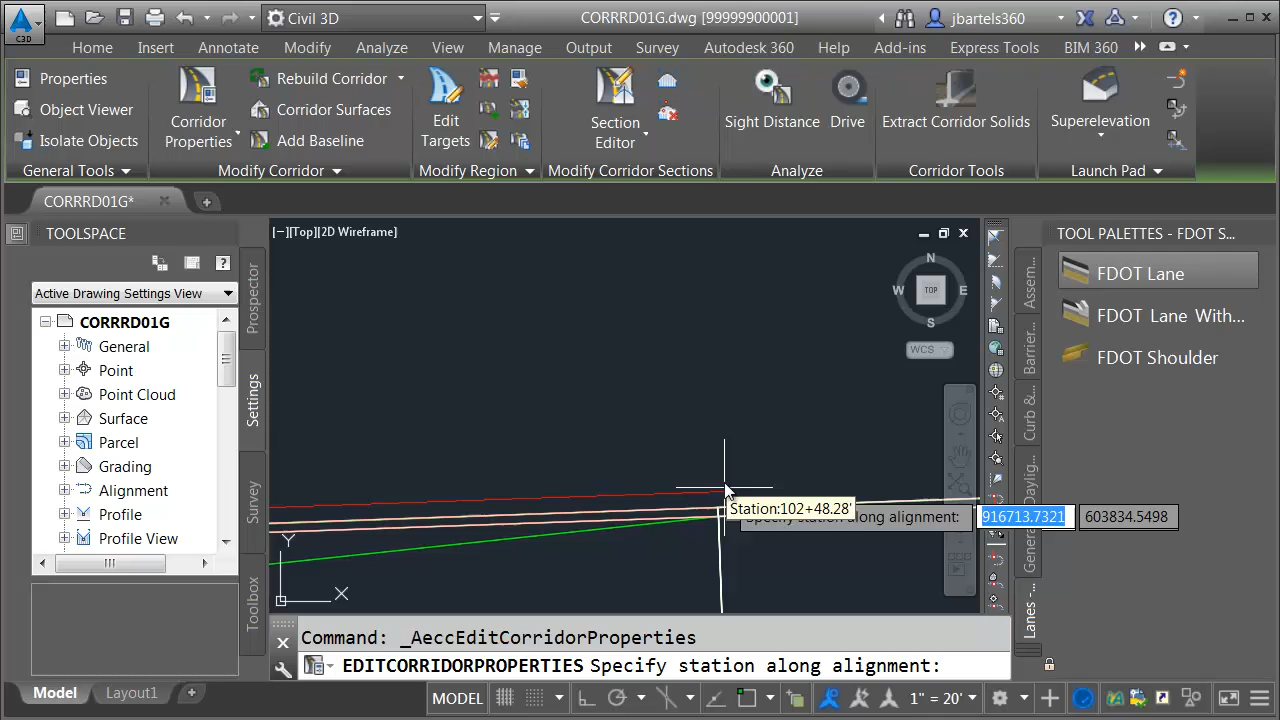 Civil 3D
CORRRD01G.dwg [99999900001]
jbartels360
C3D
Home
Insert
Annotate
Modify
Analyze
View
Manage
Output
Survey
Autodesk 360
Help
Add-ins
Express Tools
BIM 360
Properties
Object Viewer
Isolate Objects
General Tools
Corridor
Properties
Rebuild Corridor
Corridor Surfaces
Add Baseline
Modify Corridor
Edit
Targets
Modify Region
Section
Editor
Modify Corridor Sections
Sight Distance
Drive
Analyze
Extract Corridor Solids
Corridor Tools
Superelevation
Launch Pad
CORRRD01G*
TOOLSPACE
Active Drawing Settings View
CORRRD01G
General
Point
Point Cloud
Surface
Parcel
Grading
Alignment
Profile
Profile View
Prospector
Settings
Survey
Toolbox
[−][Top][2D Wireframe]
N
W
TOP
E
S
WCS
Station:102+48.28'
Specify station along alignment:
916713.7321
603834.5498
Y
X
TOOL PALETTES - FDOT S...
FDOT Lane
FDOT Lane With...
FDOT Shoulder
Assem...
Barrier...
Curb &...
Daylig...
Genera...
Lanes -...
Command: _AeccEditCorridorProperties
EDITCORRIDORPROPERTIES Specify station along alignment:
Model
Layout1
MODEL
1" = 20'